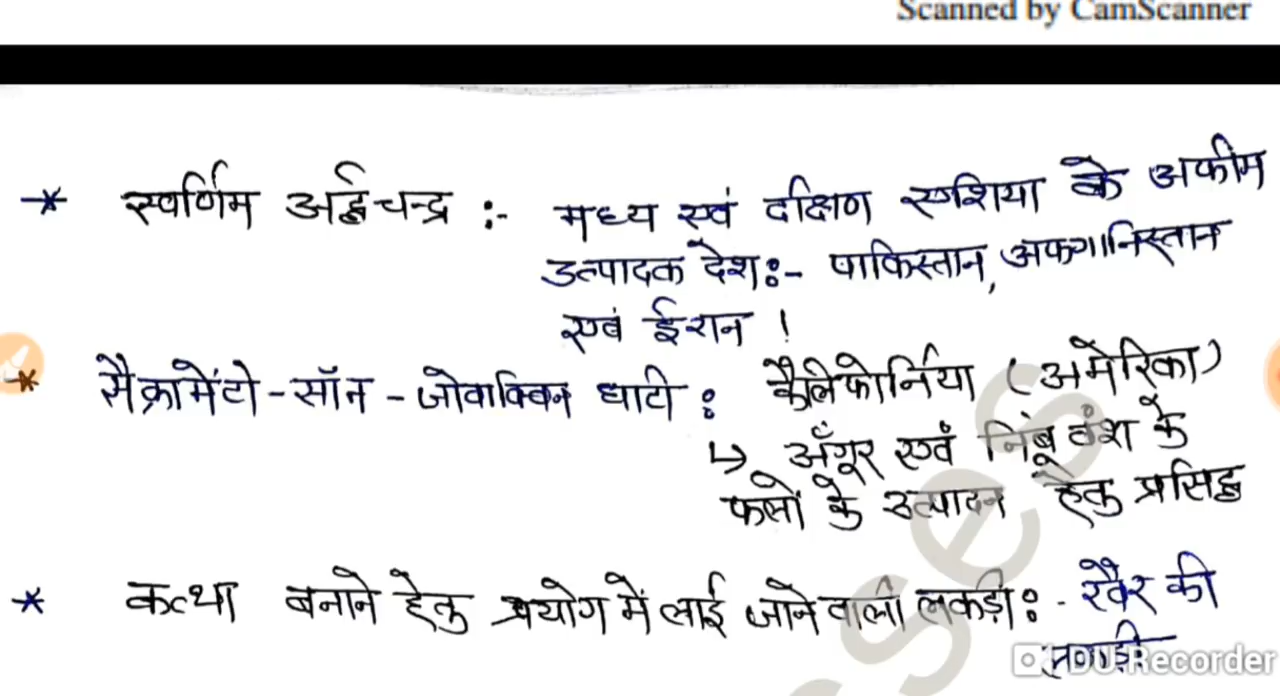 Scanned by CamScanner
* स्वर्णिम अर्द्धचन्द्र :- मध्य एवं दक्षिण एशिया के अफीम
उत्पादक देश:- पाकिस्तान, अफगानिस्तान
एवं ईरान !
* सैक्रामेंटो-सॉन-जोवाक्विन घाटी : कैलिफोर्निया (अमेरिका)
↳ अँगूर एवं निंबू वंश के
फलों के उत्पादन हेतु प्रसिद्ध
* कत्था बनाने हेतु प्रयोग में लाई जाने वाली लकड़ी:- खैर की
DU Recorder